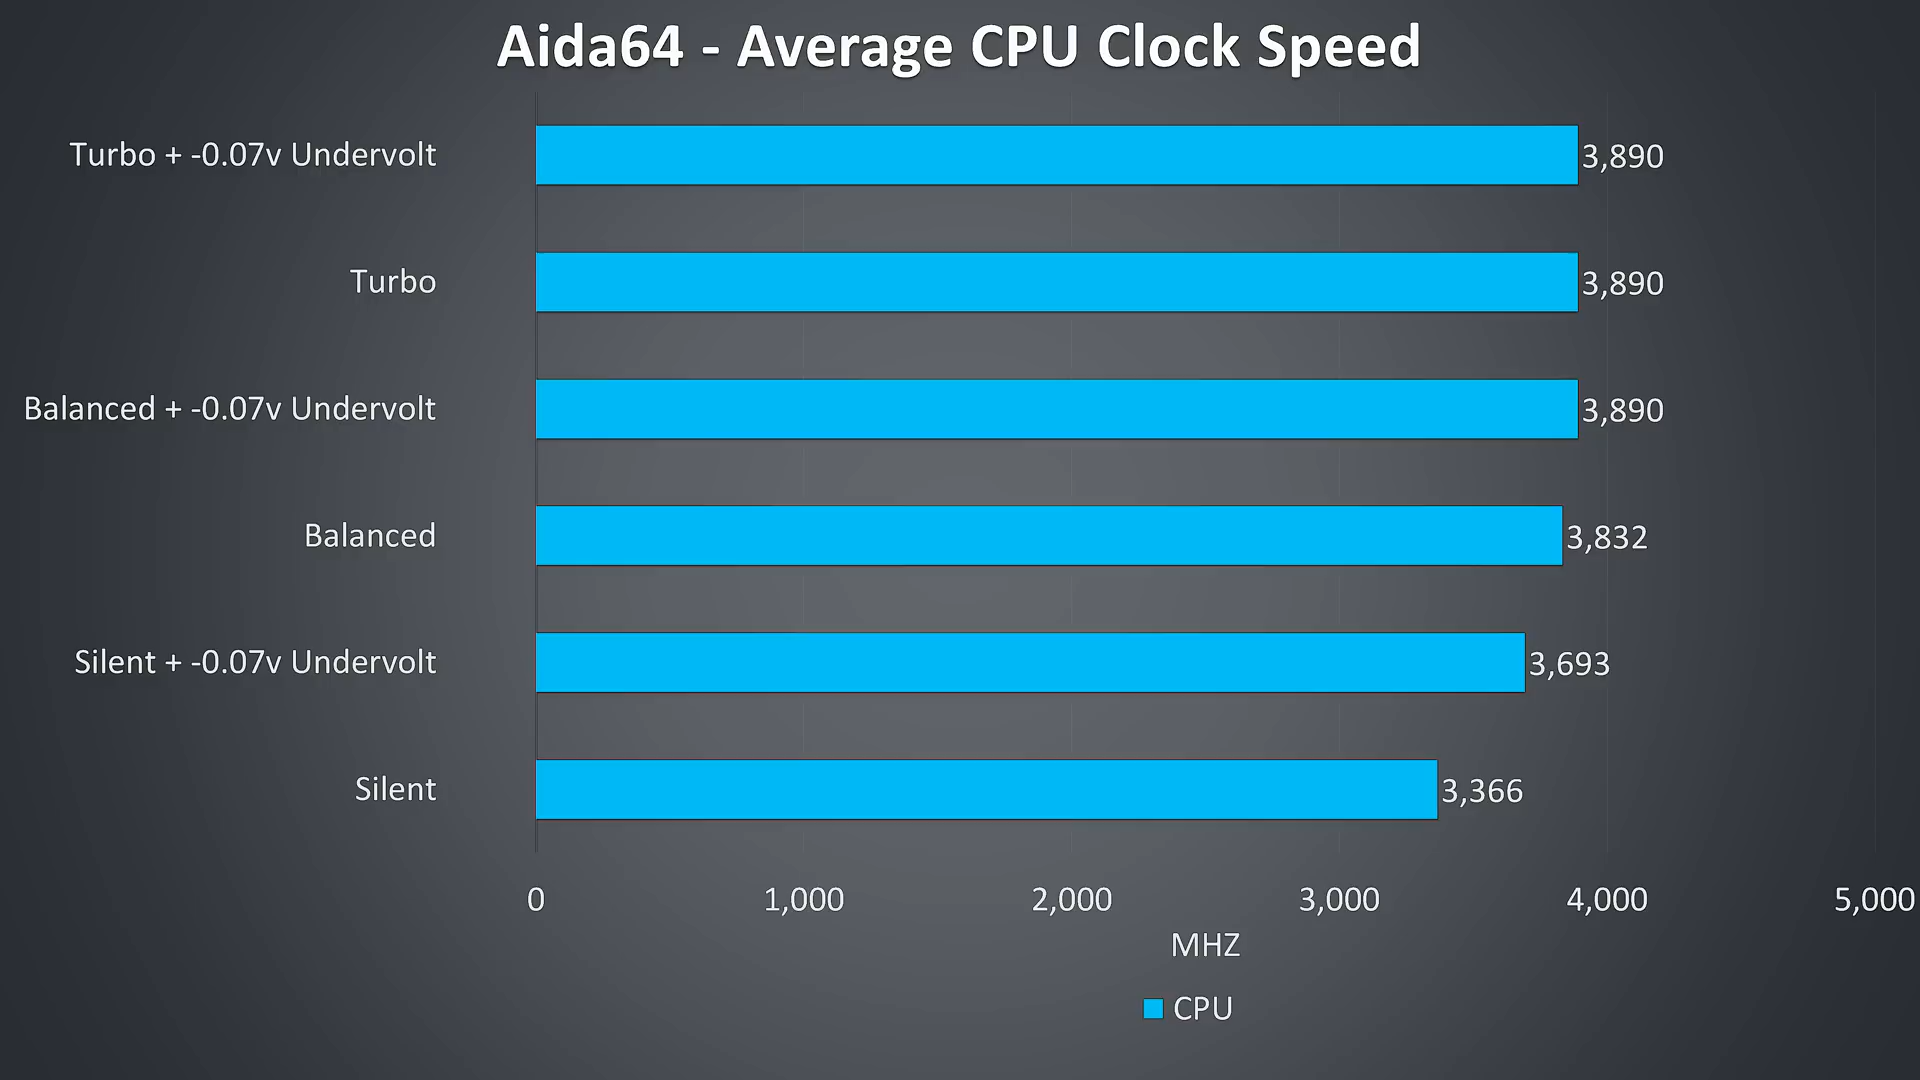 Aida64 - Average CPU Clock Speed
Turbo + -0.07v Undervolt
3,890
Turbo
3,890
Balanced + -0.07v Undervolt
3,890
Balanced
3,832
Silent + -0.07v Undervolt
3,693
Silent
3,366
0 1,000 2,000 3,000 4,000 5,000
MHZ
CPU